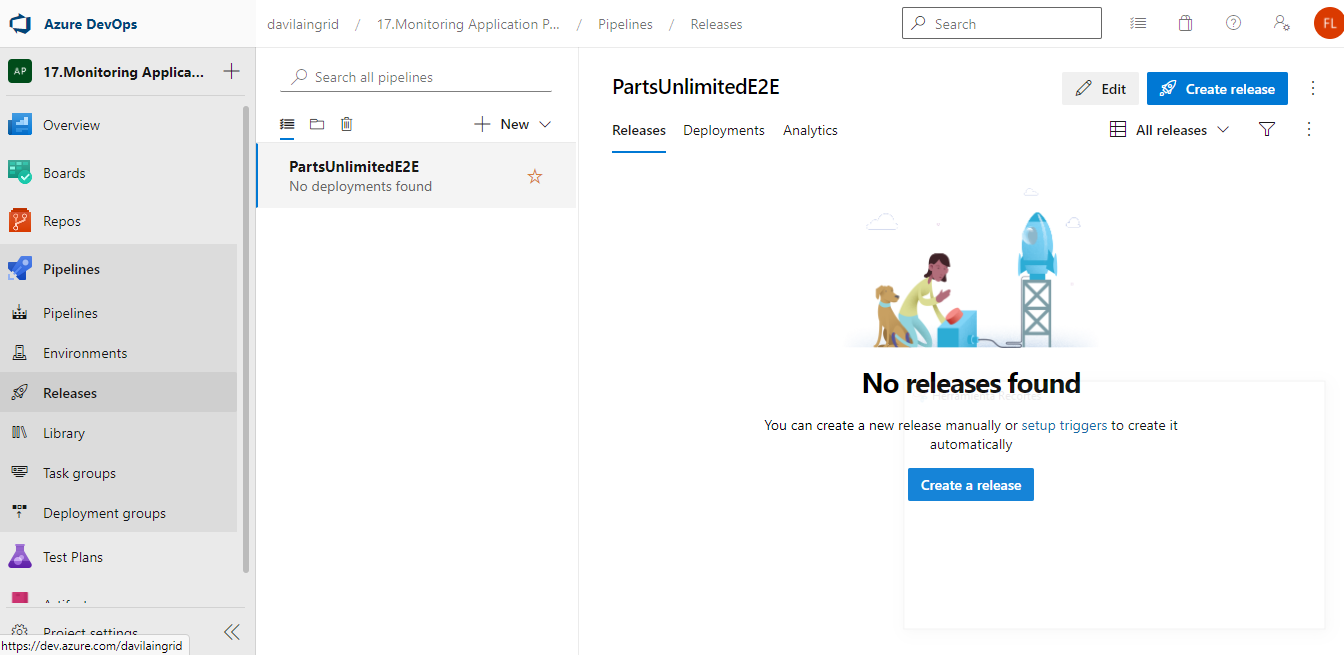 Azure DevOps
davilaingrid / 17.Monitoring Application P... / Pipelines / Releases
Search
FL
AP 17.Monitoring Applica...
Overview
Boards
Repos
Pipelines
Pipelines
Environments
Releases
Library
Task groups
Deployment groups
Test Plans
Project settings
https://dev.azure.com/davilaingrid
Search all pipelines
New
PartsUnlimitedE2E
No deployments found
PartsUnlimitedE2E
Edit
Create release
Releases Deployments Analytics
All releases
No releases found
You can create a new release manually or setup triggers to create it
automatically
Create a release